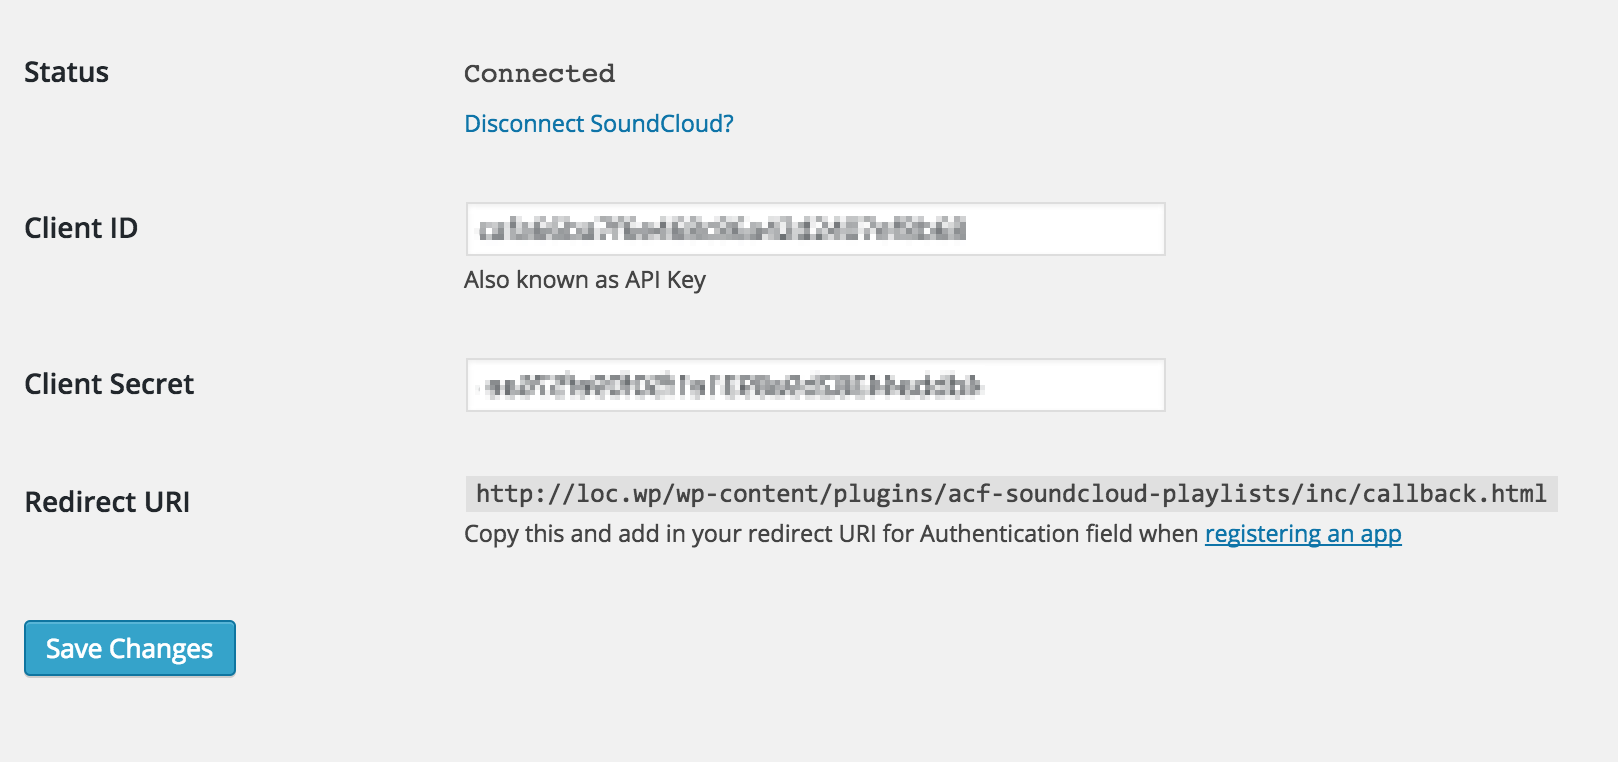 Status
Connected
Disconnect SoundCloud?
Client ID
Also known as API Key
Client Secret
Redirect URI
http://loc.wp/wp-content/plugins/acf-soundcloud-playlists/inc/callback.html
Copy this and add in your redirect URI for Authentication field when registering an app
Save Changes